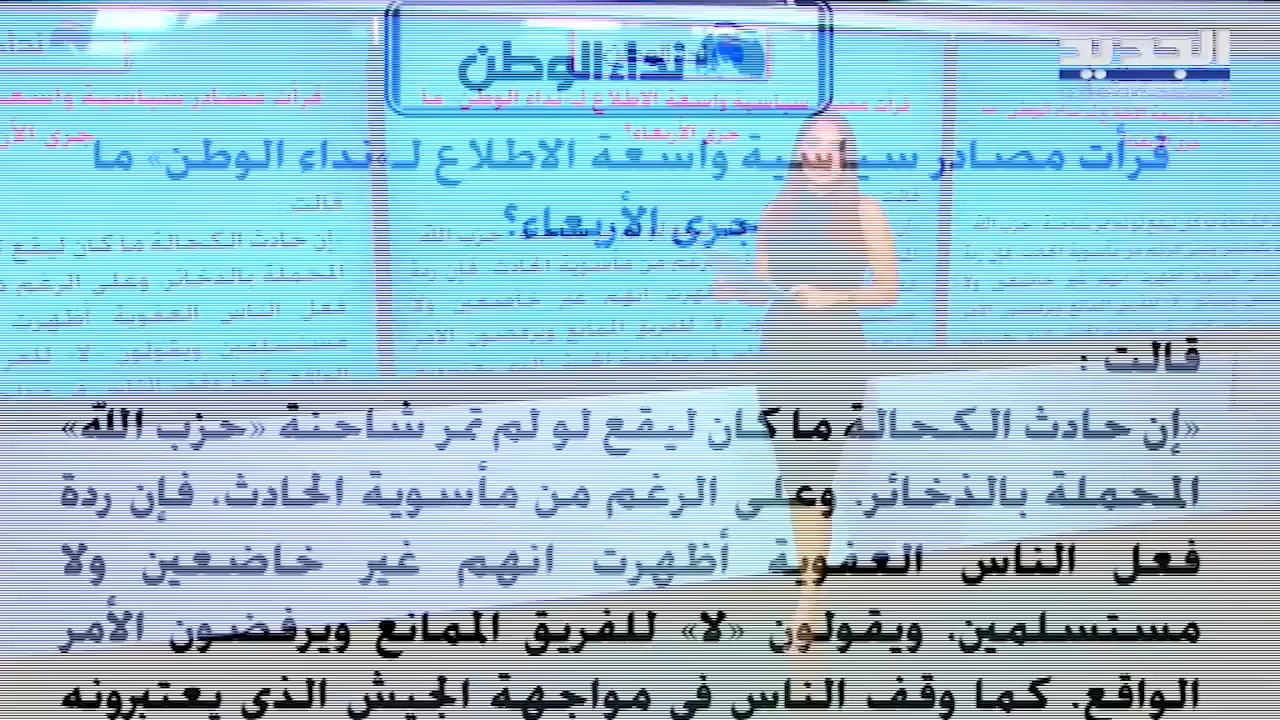 الجديد
نداء الوطن
قرأت مصادر سياسية واسعة الاطلاع لـ«نداء الوطن» ما
جرى الأربعاء؟
قالت :
«إن حادث الكحالة ما كان ليقع لو لم تمر شاحنة «حزب الله»
المحملة بالذخائر. وعلى الرغم من مأسوية الحادث، فإن ردة
فعل الناس العفوية أظهرت انهم غير خاضعين ولا
مستسلمين. ويقولون «لا» للفريق الممانع ويرفضون الأمر
الواقع. كما وقف الناس في مواجهة الجيش الذي يعتبرونه